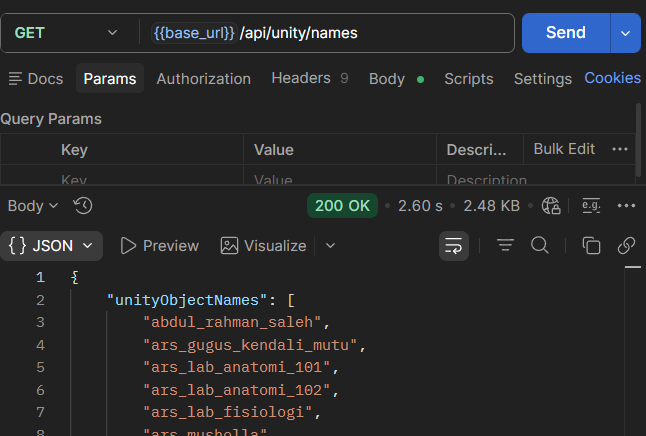 GET {{base_url}} /api/unity/names Send
Docs Params Authorization Headers 9 Body Scripts Settings Cookies
Query Params
Key Value Descri... Bulk Edit ...
Key Value Description
Body 200 OK • 2.60 s • 2.48 KB • e.g. ...
{} JSON Preview Visualize
1 {
2 "unityObjectNames": [
3 "abdul_rahman_saleh",
4 "ars_gugus_kendali_mutu",
5 "ars_lab_anatomi_101",
6 "ars_lab_anatomi_102",
7 "ars_lab_fisiologi",
8 "ars_musholla"